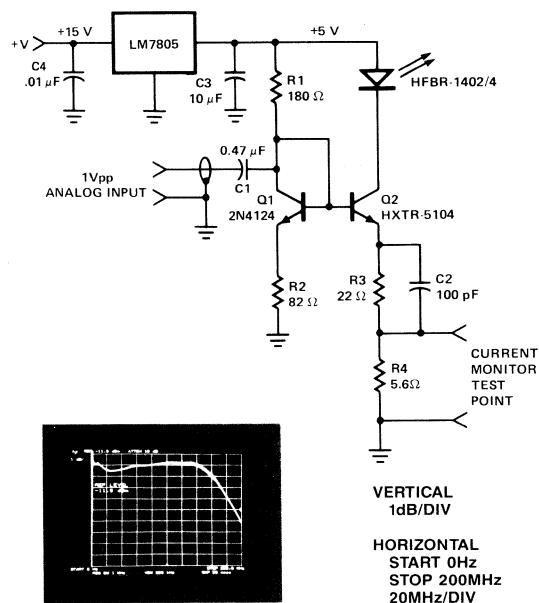 +V
+15 V
LM7805
+5 V
C4
.01 µF
C3
10 µF
R1
180 Ω
HFBR-1402/4
0.47 µF
1Vpp
ANALOG INPUT
C1
Q1
2N4124
Q2
HXTR-5104
R2
82 Ω
R3
22 Ω
C2
100 pF
R4
5.6Ω
CURRENT
MONITOR
TEST
POINT
REF LEVEL
VERTICAL
1dB/DIV
HORIZONTAL
START 0Hz
STOP 200MHz
20MHz/DIV